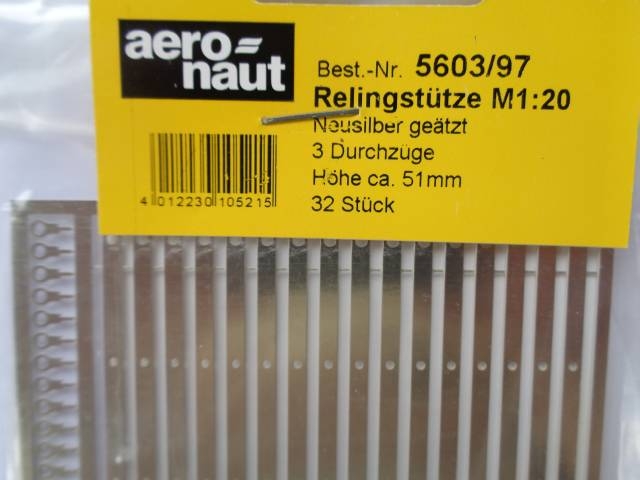 aero-
naut
Best.-Nr. 5603/97
Relingstütze M1:20
Neusilber geätzt
3 Durchzüge
Höhe ca. 51mm
32 Stück
4 012230 105215